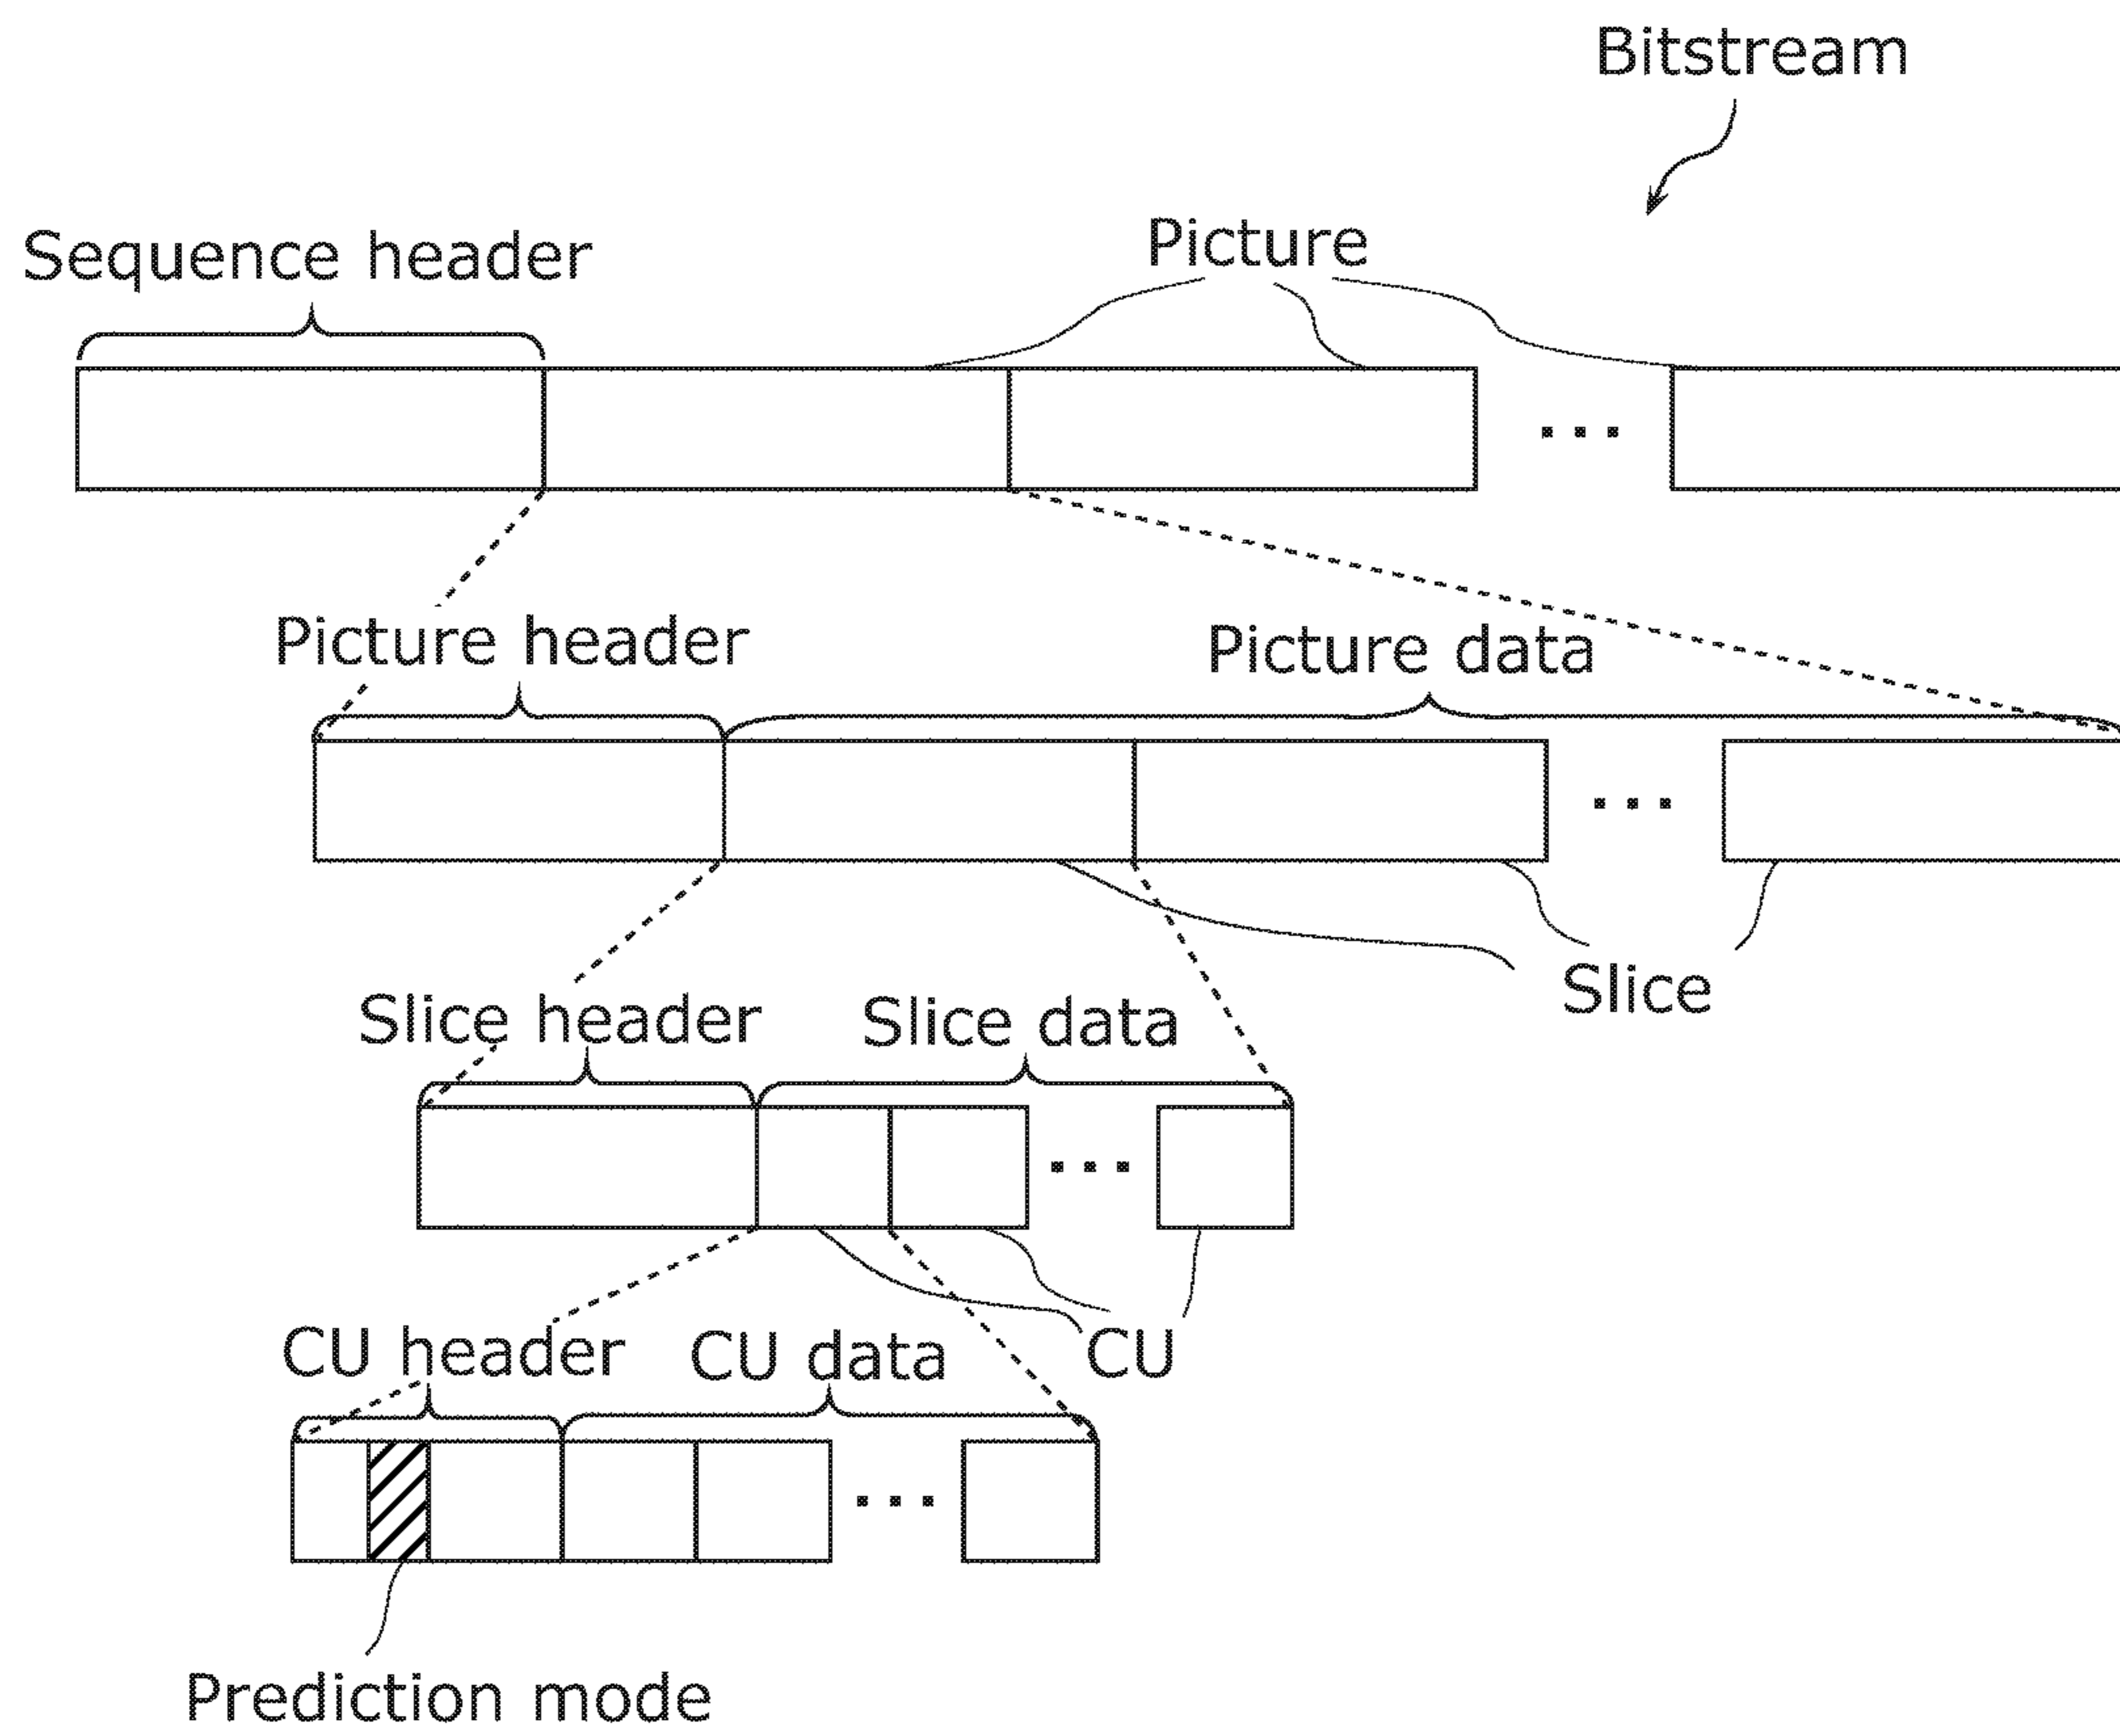 Bitstream
Sequence header
Picture
Picture header
Picture data
Slice
Slice header
Slice data
CU header
CU data
CU
Prediction mode